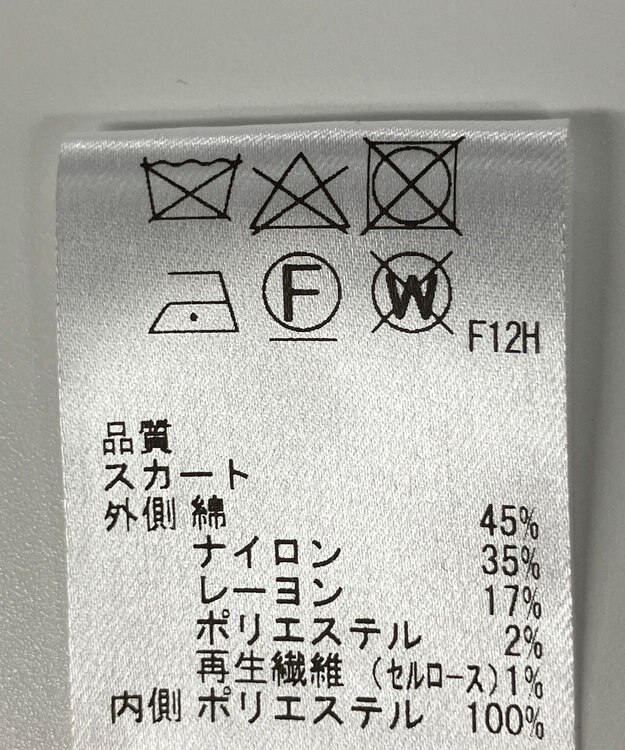 F W F12H
品質
スカート
外側 綿 45%
ナイロン 35%
レーヨン 17%
ポリエステル 2%
再生繊維 (セルロース) 1%
内側 ポリエステル 100%